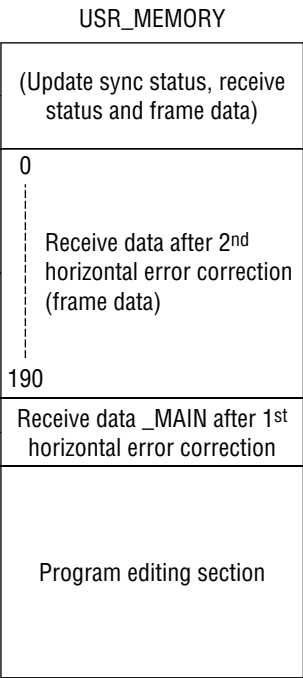 USR_MEMORY
(Update sync status, receive
status and frame data)
0
Receive data after 2nd
horizontal error correction
(frame data)
190
Receive data _MAIN after 1st
horizontal error correction
Program editing section